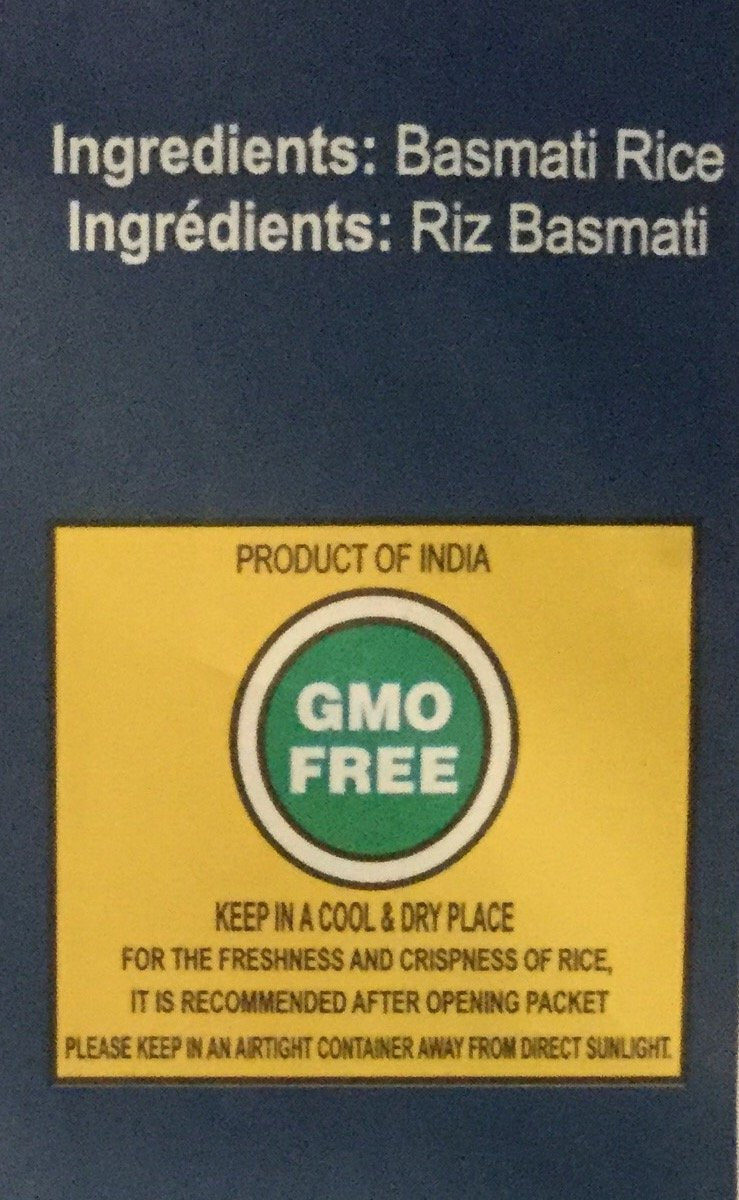 Ingredients: Basmati Rice
Ingrédients: Riz Basmati
PRODUCT OF INDIA
GMO
FREE
KEEP IN A COOL & DRY PLACE
FOR THE FRESHNESS AND CRISPNESS OF RICE,
IT IS RECOMMENDED AFTER OPENING PACKET
PLEASE KEEP IN AN AIRTIGHT CONTAINER AWAY FROM DIRECT SUNLIGHT.